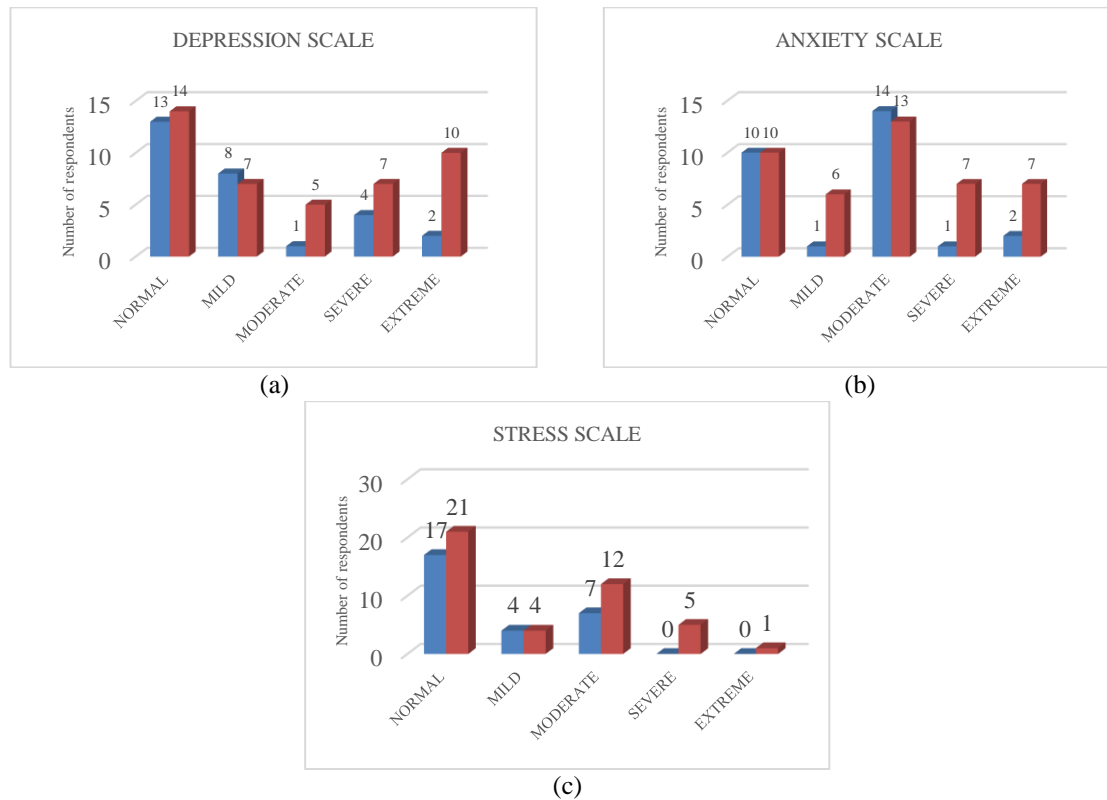 DEPRESSION SCALE
Number of respondents
15
10
5
0
13 14
8 7
1 5
4 7
2 10
NORMAL
MILD
MODERATE
SEVERE
EXTREME
(a)
ANXIETY SCALE
Number of respondents
15
10
5
0
10 10
1 6
14 13
1 7
2 7
NORMAL
MILD
MODERATE
SEVERE
EXTREME
(b)
STRESS SCALE
Number of respondents
30
20
10
0
17 21
4 4
7 12
0 5
0 1
NORMAL
MILD
MODERATE
SEVERE
EXTREME
(c)